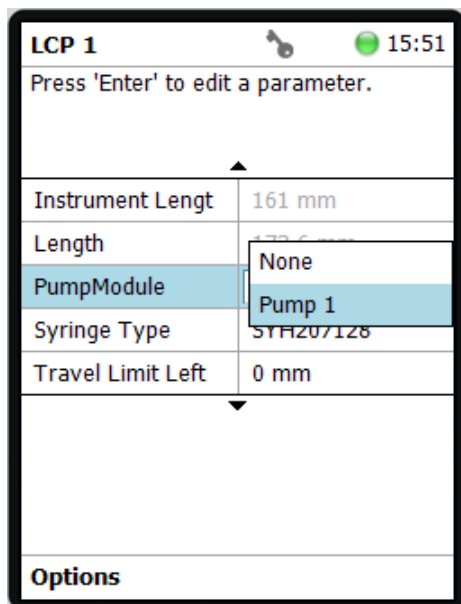 LCP 1 15:51
Press 'Enter' to edit a parameter.
Instrument Lengt 161 mm
Length
None
PumpModule
Pump 1
Syringe Type SYH207128
Travel Limit Left 0 mm
Options